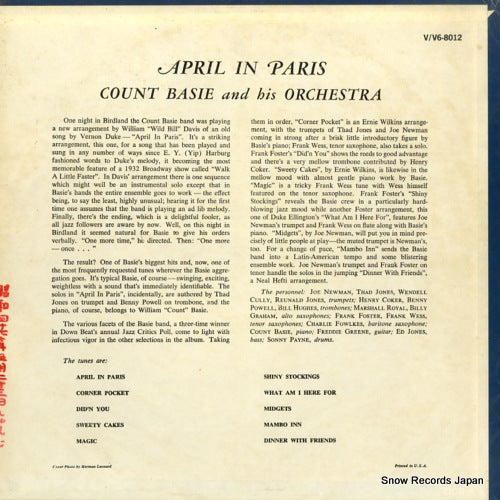 V/V6-8012
APRIL IN PARIS
COUNT BASIE and his ORCHESTRA
One night in Birdland the Count Basie band was playing
a new arrangement by William "Wild Bill" Davis of an old
song by Vernon Duke — "April In Paris". It's a striking
arrangement, this one, for a song that has been played and
sung in any number of ways since E. Y. (Yip) Harburg
fashioned words to Duke's melody, it becoming the most
memorable feature of a 1932 Broadway show called "Walk
A Little Faster". In Davis' arrangement there is one sequence
which might well be an instrumental solo except that in
Basie's hands the entire ensemble goes to work — the effect
being, to say the least, highly unusual; hearing it for the first
time one assumes that the band is playing an ad lib melody.
Finally, there's the ending, which is a delightful fooler, as
all jazz followers are aware by now. Well, on this night in
Birdland it seemed natural for Basie to give his orders
verbally. "One more time," he directed. Then: "One more
— once . . . ."
The result? One of Basie's biggest hits and, now, one of
the most frequently requested tunes wherever the Basie aggre-
gation goes. It's typical Basie, of course — swinging, exciting,
weightless with a sound that's immediately identifiable. The
solos in "April In Paris", incidentally, are authored by Thad
Jones on trumpet and Benny Powell on trombone, and the
piano, of course, belongs to William "Count" Basie.
The various facets of the Basie band, a three-time winner
in Down Beat's annual Jazz Critics Poll, come to light with
infectious vigor in the other selections in the album. Taking
them in order, "Corner Pocket" is an Ernie Wilkins arrange-
ment, with the trumpets of Thad Jones and Joe Newman
coming in strong after a brisk little introductory figure by
Basie's piano; Frank Wess, tenor saxophone, also takes a solo.
Frank Foster's "Did'n You" shows the reeds to good advantage
and there's a very mellow trombone contributed by Henry
Coker. "Sweety Cakes", by Ernie Wilkins, is likewise in the
mellow mood with almost gentle piano work by Basie.
"Magic" is a tricky Frank Wess tune with Wess himself
featured on the tenor saxophone. Frank Foster's "Shiny
Stockings" reveals the Basie crew in a particularly hard-
blowing jazz mood while another Foster arrangement, this
one of Duke Ellington's "What Am I Here For", features Joe
Newman's trumpet and Frank Wess on flute along with Basie's
piano. "Midgets", by Joe Newman, will put you in mind pre-
cisely of little people at play—the muted trumpet is Newman's,
too. For a change of pace, "Mambo Inn" sends the Basie
band into a Latin-American tempo and some blistering
ensemble work. Joe Newman's trumpet and Frank Foster on
tenor handle the solos in the jumping "Dinner With Friends",
a Neal Hefti arrangement.
The personnel: JOE NEWMAN, THAD JONES, WENDELL
CULLY, REUNALD JONES, trumpets; HENRY COKER, BENNY
POWELL, BILL HUGHES, trombones; MARSHALL ROYAL, BILLY
GRAHAM, alto saxophones; FRANK FOSTER, FRANK WESS,
tenor saxophones; CHARLIE FOWLKES, baritone saxophone;
COUNT BASIE, piano; FREDDIE GREENE, guitar; ED JONES,
bass; SONNY PAYNE, drums.
The tunes are:
APRIL IN PARIS
CORNER POCKET
DID'N YOU
SWEETY CAKES
MAGIC
SHINY STOCKINGS
WHAT AM I HERE FOR
MIDGETS
MAMBO INN
DINNER WITH FRIENDS
Cover Photo by Herman Leonard
Printed in U.S.A.
Snow Records Japan